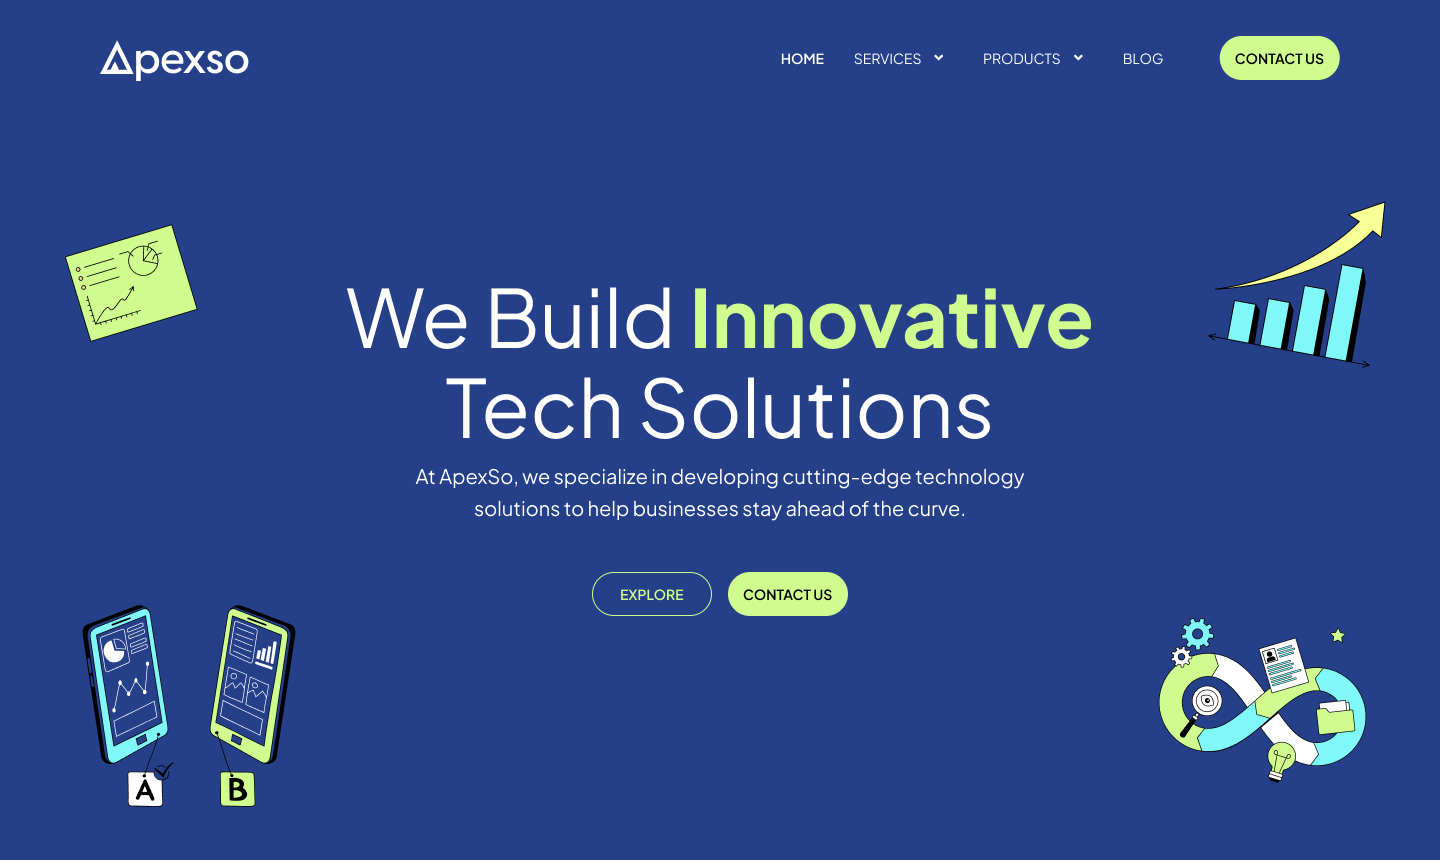 Apexso
HOME SERVICES PRODUCTS BLOG CONTACT US
We Build Innovative
Tech Solutions
At ApexSo, we specialize in developing cutting-edge technology
solutions to help businesses stay ahead of the curve.
EXPLORE CONTACT US
A B